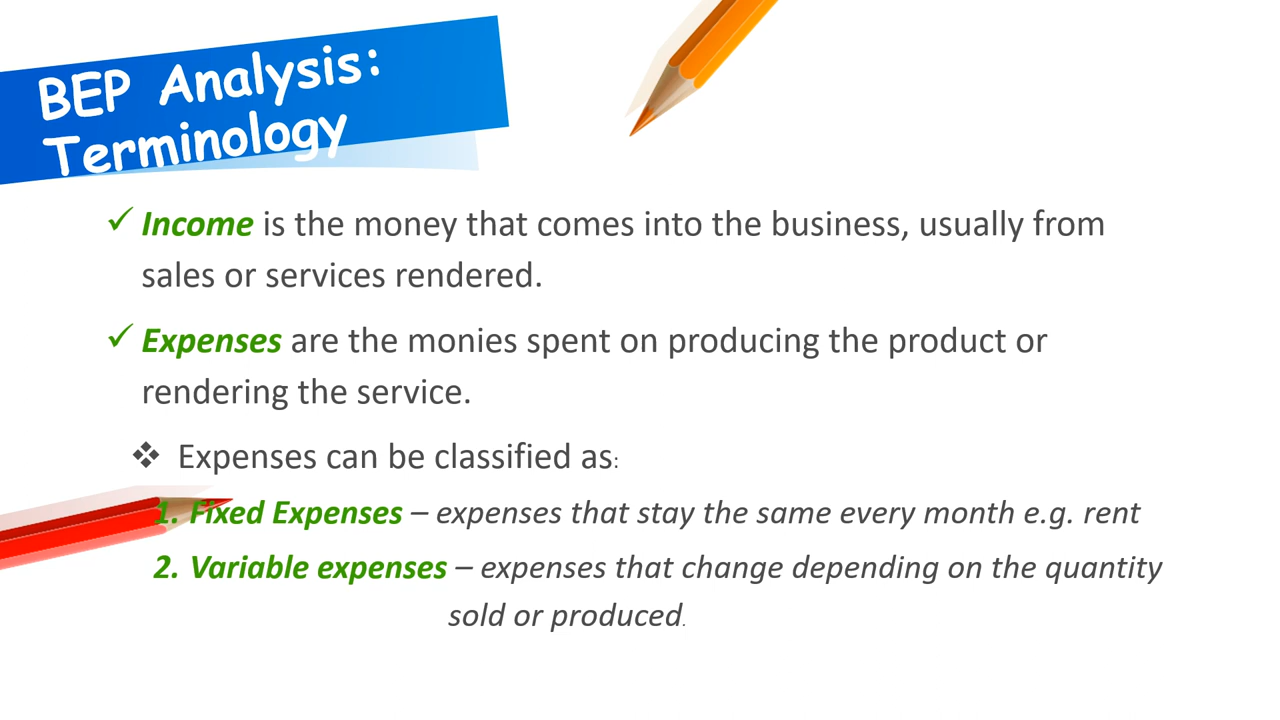 BEP Analysis:
Terminology
✓ Income is the money that comes into the business, usually from
sales or services rendered.
✓ Expenses are the monies spent on producing the product or
rendering the service.
❖ Expenses can be classified as:
1. Fixed Expenses – expenses that stay the same every month e.g. rent
2. Variable expenses – expenses that change depending on the quantity
sold or produced.